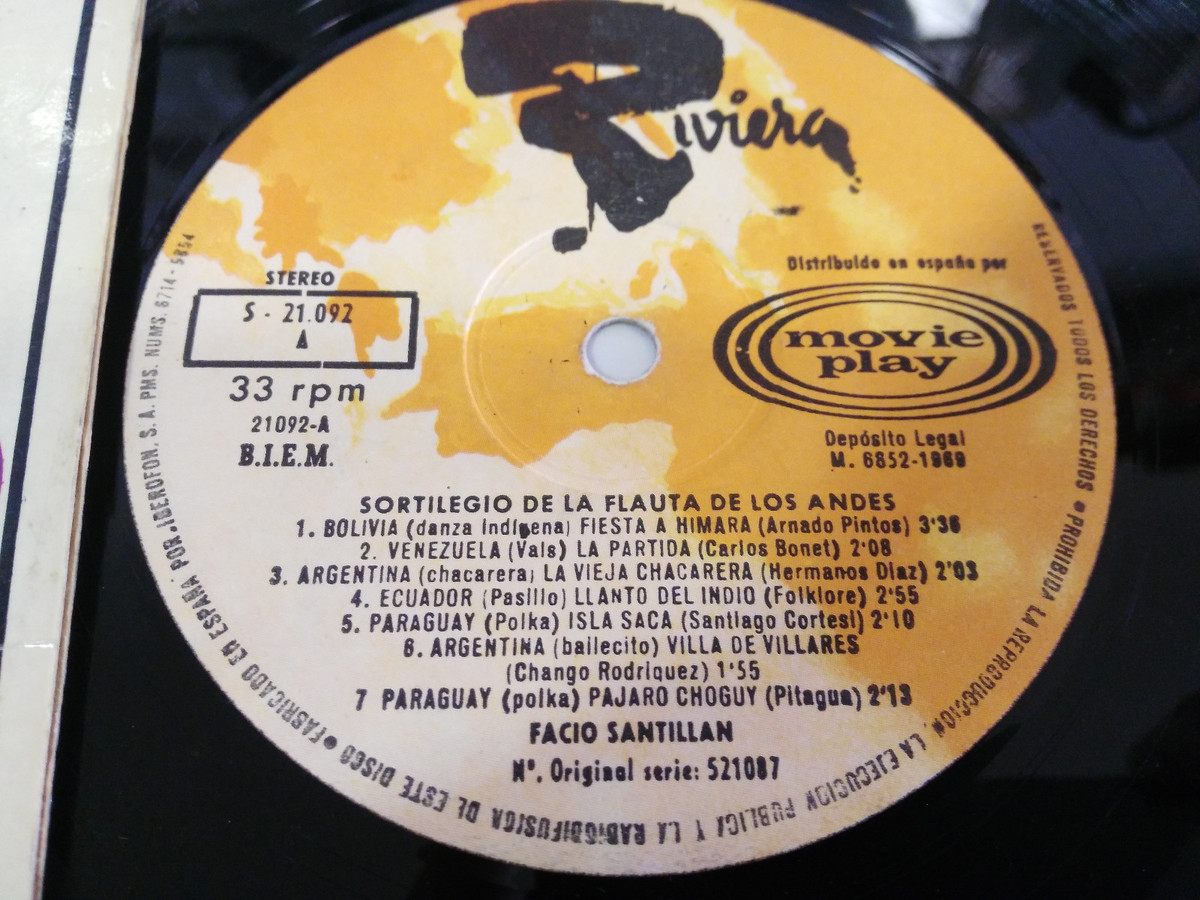 Riviera
Distribuido en españa por
movie
play
Depósito Legal
M. 6852-1969
STEREO
S - 21.092
A
33 rpm
21092-A
B.I.E.M.
SORTILEGIO DE LA FLAUTA DE LOS ANDES
1. BOLIVIA (danza indígena) FIESTA A HIMARA (Arnado Pintos) 3'36
2. VENEZUELA (Vals) LA PARTIDA (Carlos Bonet) 2'08
3. ARGENTINA (chacarera) LA VIEJA CHACARERA (Hermanos Diaz) 2'03
4. ECUADOR (Pasillo) LLANTO DEL INDIO (Folklore) 2'55
5. PARAGUAY (Polka) ISLA SACA (Santiago Cortesi) 2'10
6. ARGENTINA (bailecito) VILLA DE VILLARES
(Chango Rodriquez) 1'55
7 PARAGUAY (polka) PAJARO CHOGUY (Pitagua) 2'13
FACIO SANTILLAN
Nº. Original serie: 521087
RESERVADOS TODOS LOS DERECHOS • PROHIBIDA LA REPRODUCCION, LA EJECUCION PUBLICA Y LA RADIODIFUSION DE ESTE DISCO • FABRICADO EN ESPAÑA POR IBEROFON, S. A. PMS. NUMS. 6714 - 5854